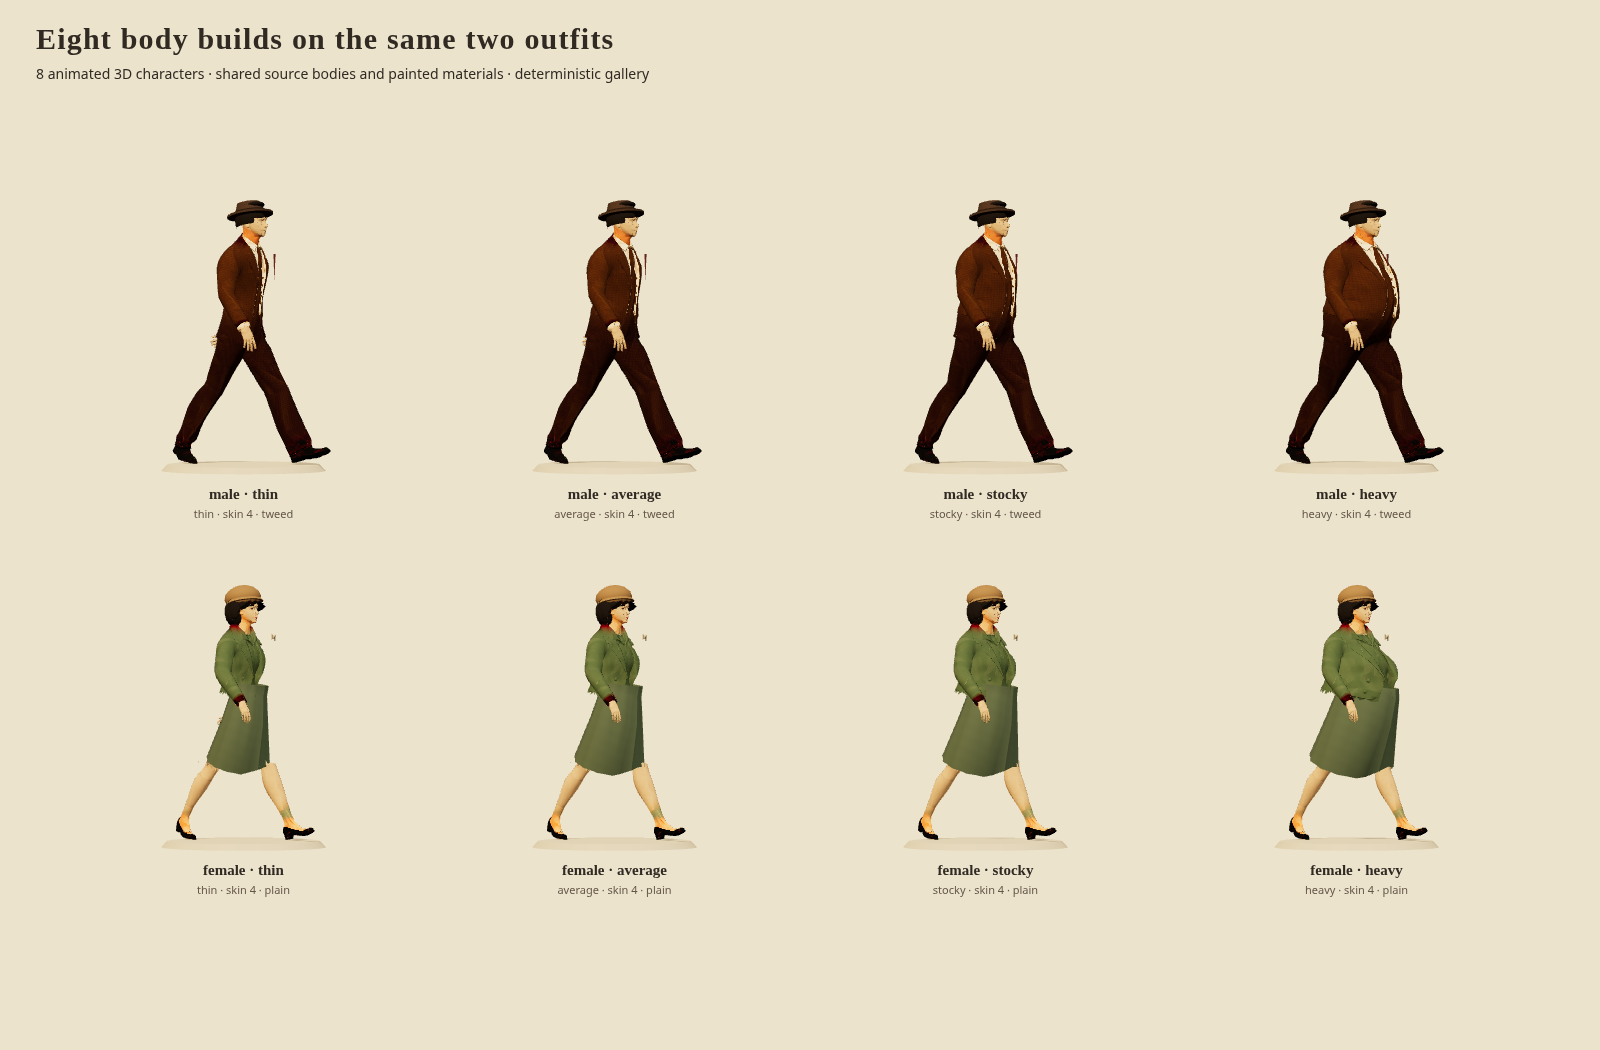 Eight body builds on the same two outfits
8 animated 3D characters · shared source bodies and painted materials · deterministic gallery
male · thin
thin · skin 4 · tweed
male · average
average · skin 4 · tweed
male · stocky
stocky · skin 4 · tweed
male · heavy
heavy · skin 4 · tweed
female · thin
thin · skin 4 · plain
female · average
average · skin 4 · plain
female · stocky
stocky · skin 4 · plain
female · heavy
heavy · skin 4 · plain